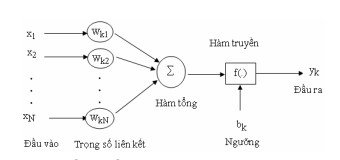 x1
x2
xN
Wk1
Wk2
WkN
Σ
Hàm tổng
Hàm truyền
f()
yk
Đầu ra
bk
Ngưỡng
Đầu vào
Trọng số liên kết